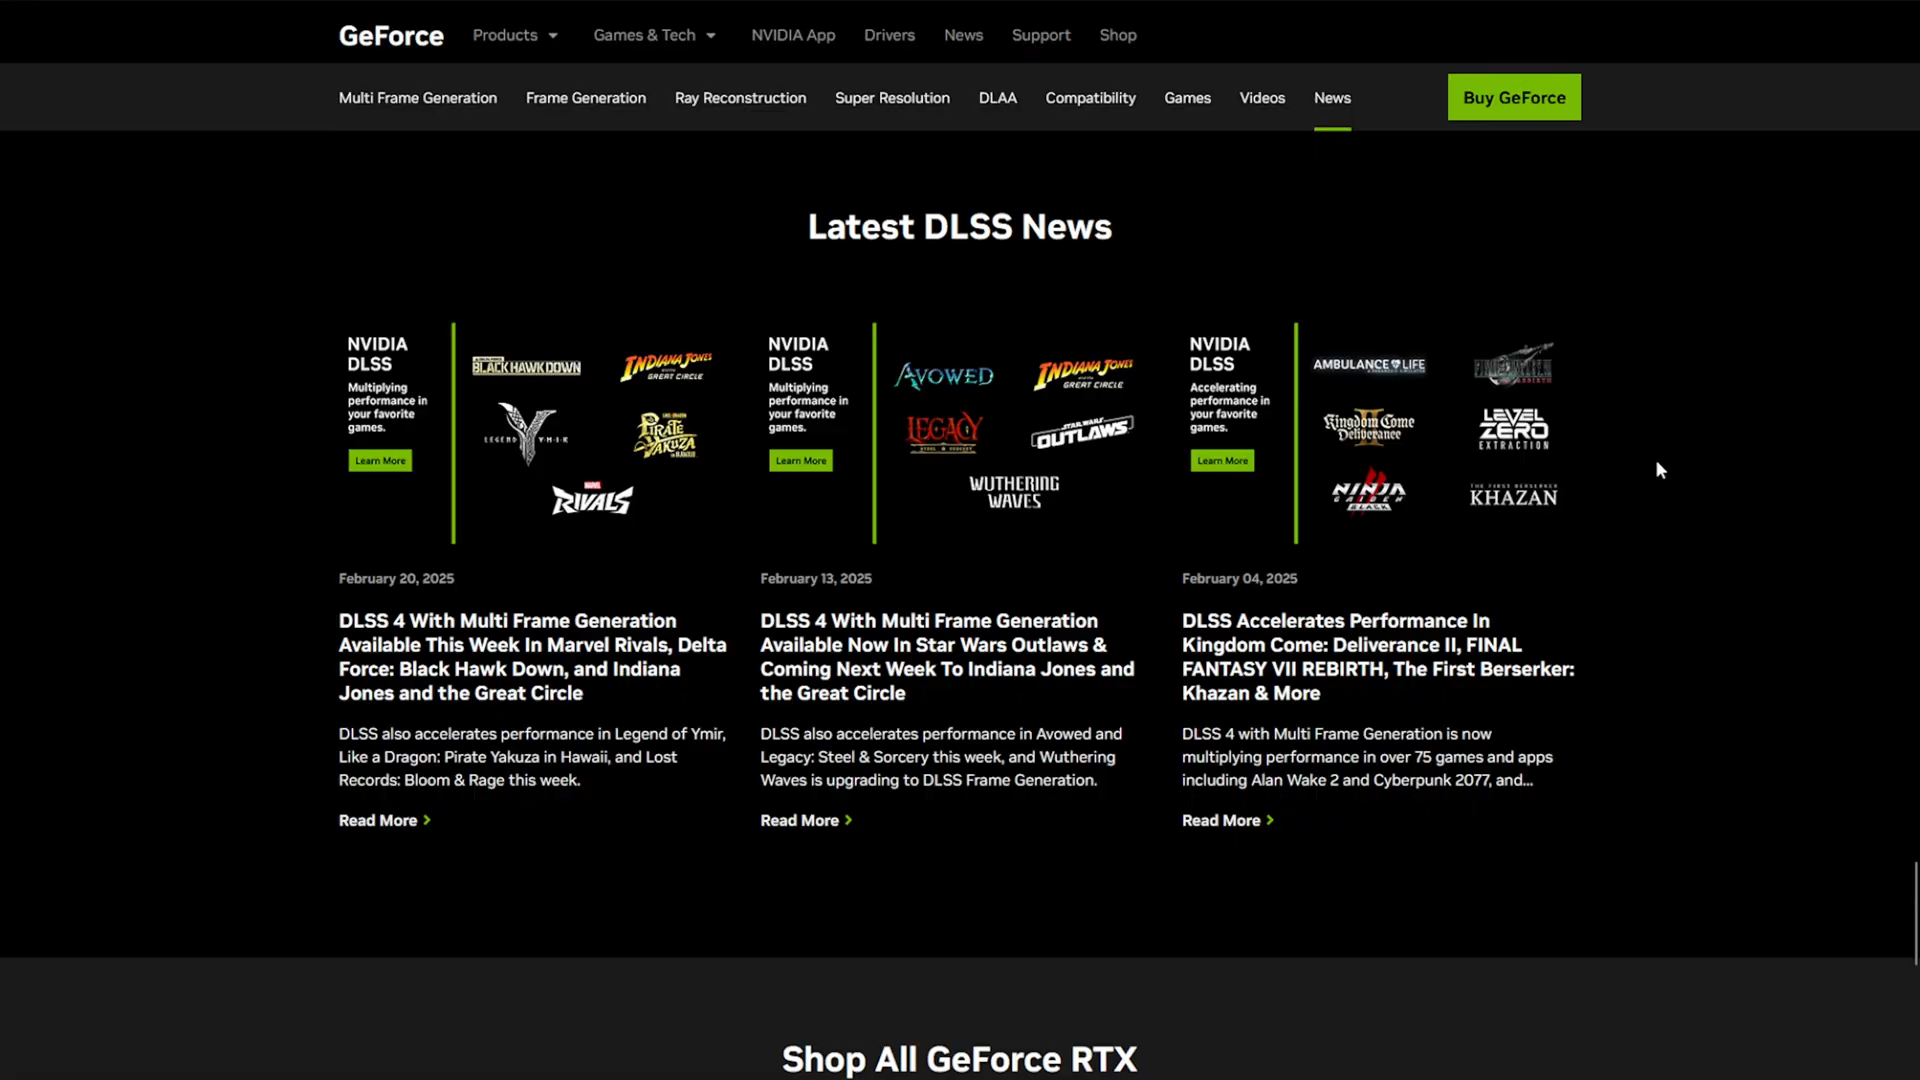 GeForce Products Games & Tech NVIDIA App Drivers News Support Shop
Multi Frame Generation Frame Generation Ray Reconstruction Super Resolution DLAA Compatibility Games Videos News Buy GeForce
Latest DLSS News
NVIDIA
DLSS
Multiplying
performance in
your favorite
games.
Learn More
BLACK HAWK DOWN
INDIANA JONES
GREAT CIRCLE
LEGEND YMIR
LIKE A DRAGON
PIRATE
YAKUZA
IN HAWAII
MARVEL
RIVALS
February 20, 2025
DLSS 4 With Multi Frame Generation
Available This Week In Marvel Rivals, Delta
Force: Black Hawk Down, and Indiana
Jones and the Great Circle
DLSS also accelerates performance in Legend of Ymir,
Like a Dragon: Pirate Yakuza in Hawaii, and Lost
Records: Bloom & Rage this week.
Read More
NVIDIA
DLSS
Multiplying
performance in
your favorite
games.
Learn More
AVOWED
INDIANA JONES
GREAT CIRCLE
LEGACY
STEEL & SORCERY
STAR WARS
OUTLAWS
WUTHERING
WAVES
February 13, 2025
DLSS 4 With Multi Frame Generation
Available Now In Star Wars Outlaws &
Coming Next Week To Indiana Jones and
the Great Circle
DLSS also accelerates performance in Avowed and
Legacy: Steel & Sorcery this week, and Wuthering
Waves is upgrading to DLSS Frame Generation.
Read More
NVIDIA
DLSS
Accelerating
performance in
your favorite
games.
Learn More
AMBULANCE LIFE
FINAL FANTASY VII
REBIRTH
Kingdom Come
Deliverance II
LEVEL
ZERO
EXTRACTION
NINJA
GAIDEN
BLACK
THE FIRST BERSERKER
KHAZAN
February 04, 2025
DLSS Accelerates Performance In
Kingdom Come: Deliverance II, FINAL
FANTASY VII REBIRTH, The First Berserker:
Khazan & More
DLSS 4 with Multi Frame Generation is now
multiplying performance in over 75 games and apps
including Alan Wake 2 and Cyberpunk 2077, and...
Read More
Shop All GeForce RTX